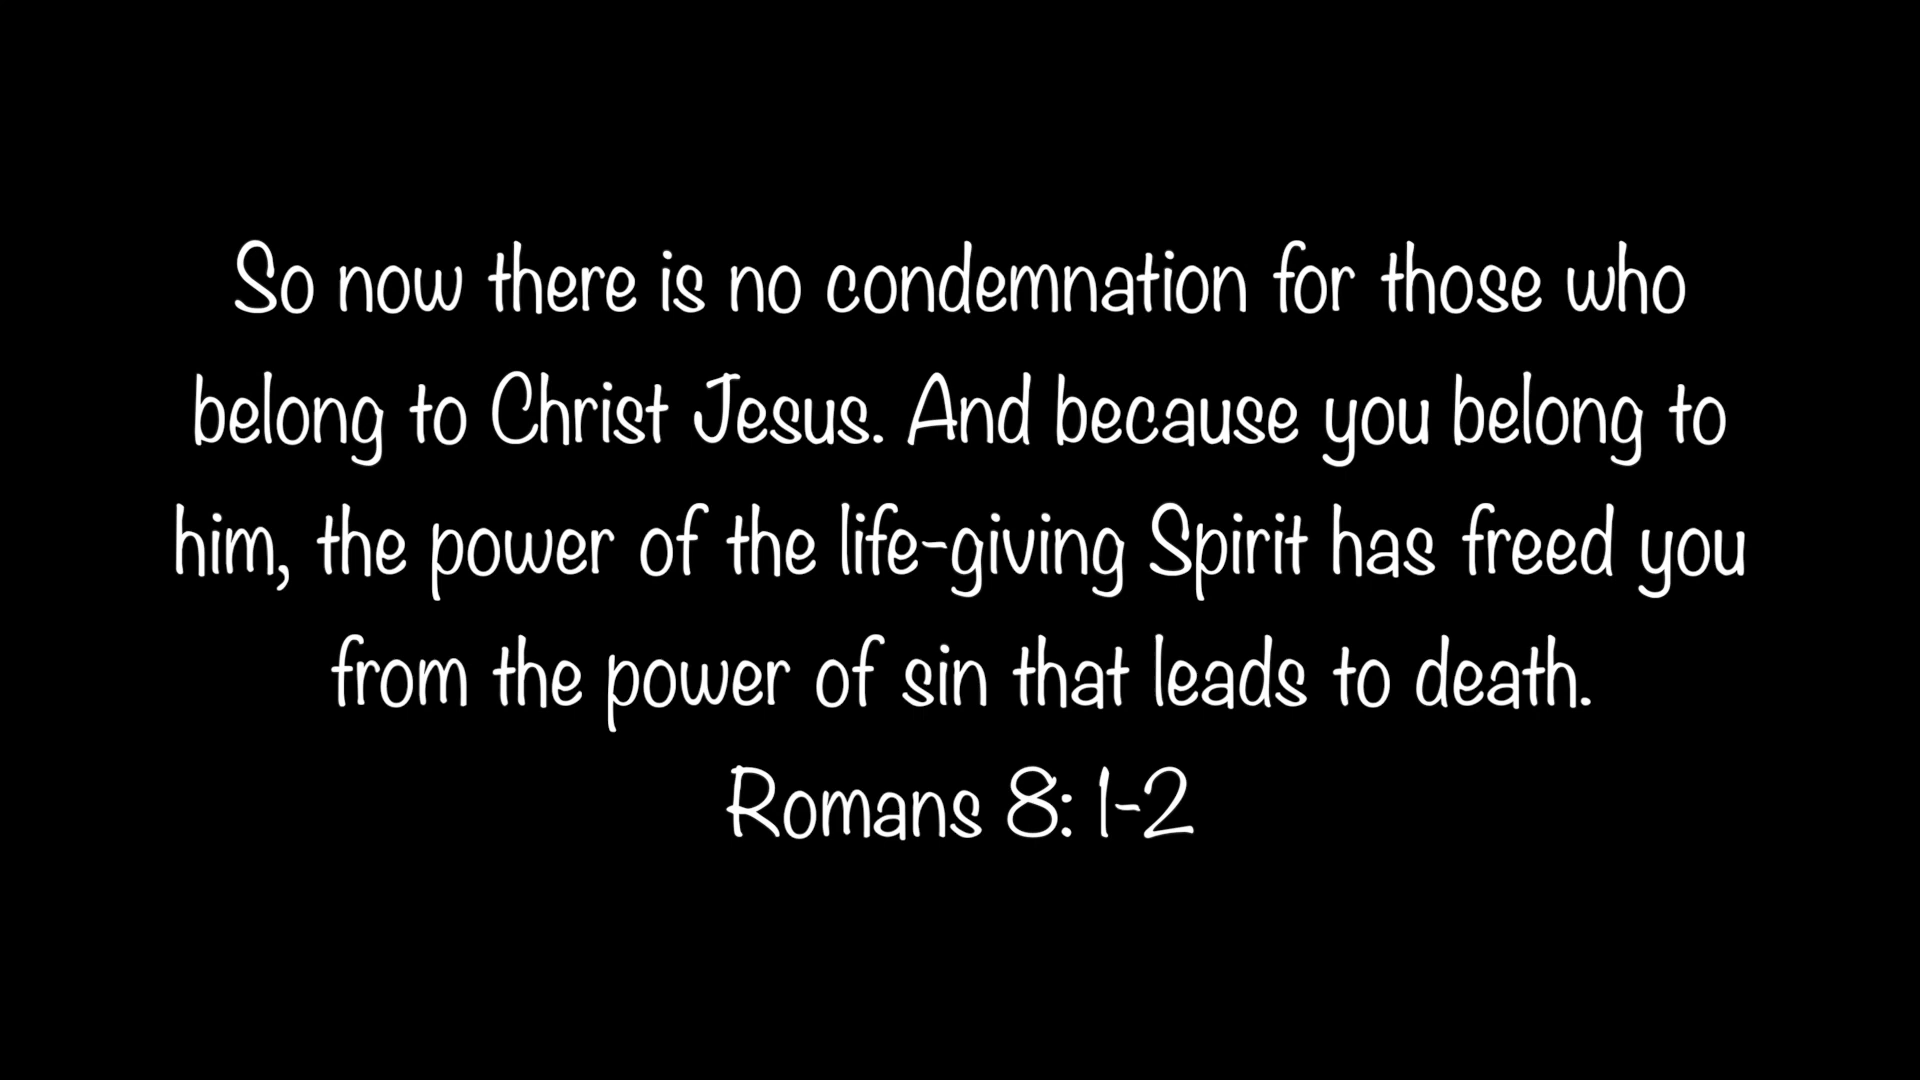 So now there is no condemnation for those who
belong to Christ Jesus. And because you belong to
him, the power of the life-giving Spirit has freed you
from the power of sin that leads to death.
Romans 8: 1-2